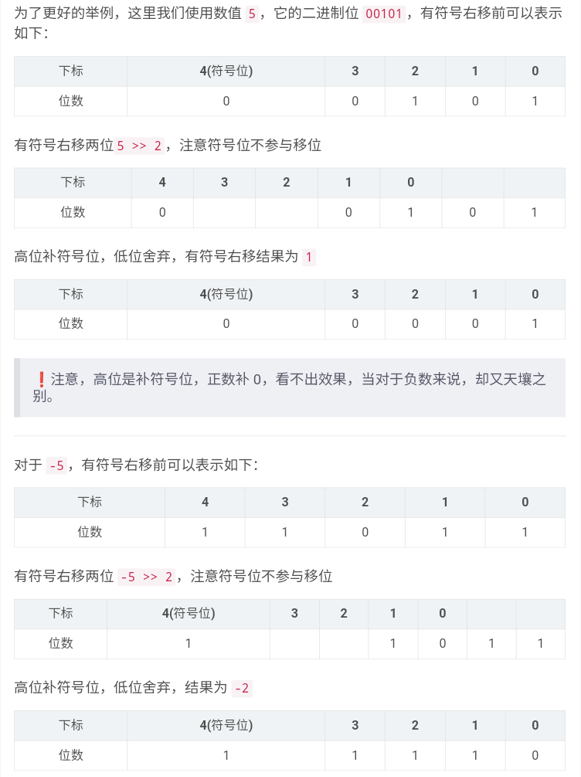 为了更好的举例，这里我们使用数值 5，它的二进制位 00101，有符号右移前可以表示
如下：
下标 4(符号位) 3 2 1 0
位数 0 0 1 0 1
有符号右移两位 5 >> 2，注意符号位不参与移位
下标 4 3 2 1 0
位数 0 0 1 0 1
高位补符号位，低位舍弃，有符号右移结果为 1
下标 4(符号位) 3 2 1 0
位数 0 0 0 0 1
❗注意，高位是补符号位，正数补 0，看不出效果，当对于负数来说，却又天壤之
别。
对于 -5，有符号右移前可以表示如下：
下标 4 3 2 1 0
位数 1 1 0 1 1
有符号右移两位 -5 >> 2，注意符号位不参与移位
下标 4(符号位) 3 2 1 0
位数 1 1 0 1 1
高位补符号位，低位舍弃，结果为 -2
下标 4(符号位) 3 2 1 0
位数 1 1 1 1 0